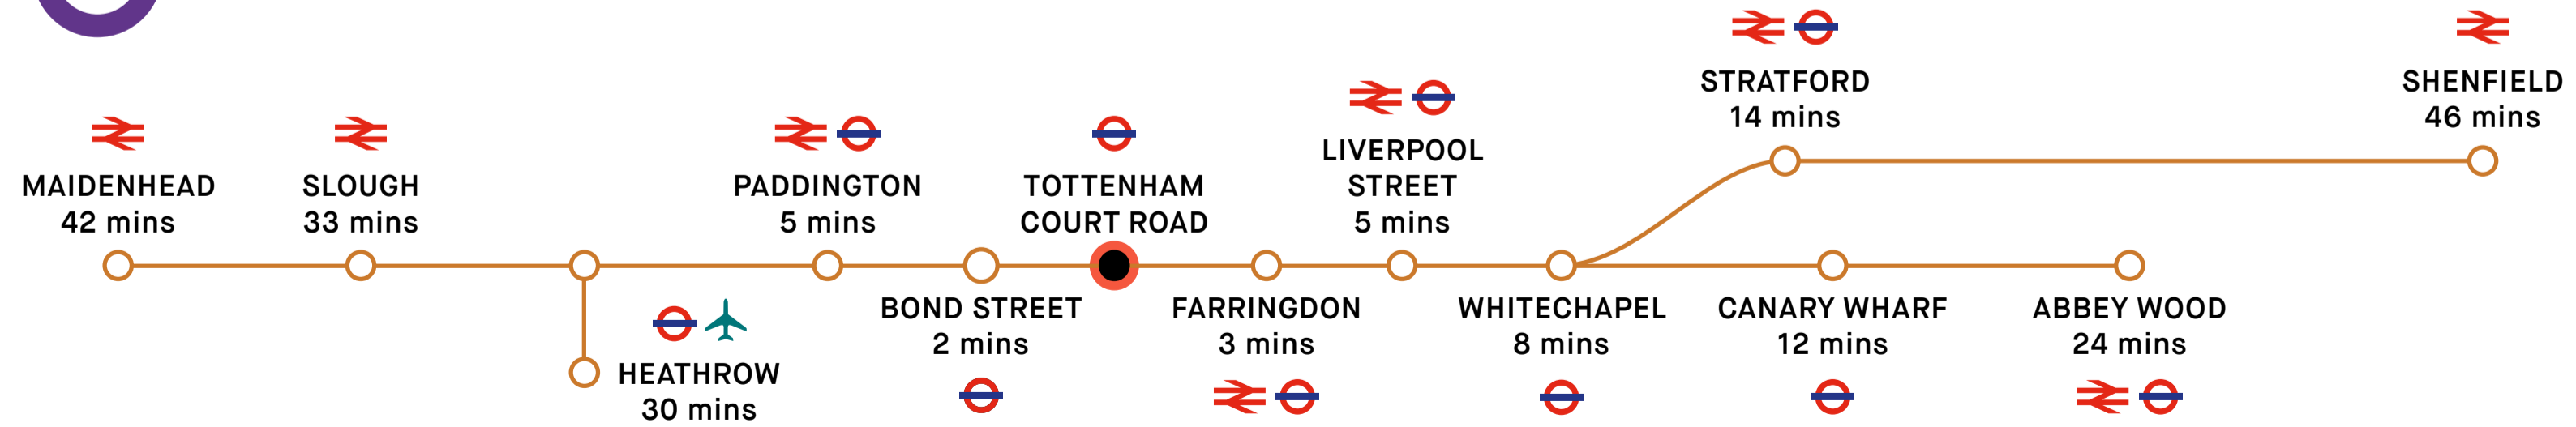 MAIDENHEAD
42 mins
SLOUGH
33 mins
HEATHROW
30 mins
PADDINGTON
5 mins
BOND STREET
2 mins
TOTTENHAM
COURT ROAD
FARRINGDON
3 mins
LIVERPOOL
STREET
5 mins
WHITECHAPEL
8 mins
STRATFORD
14 mins
SHENFIELD
46 mins
CANARY WHARF
12 mins
ABBEY WOOD
24 mins